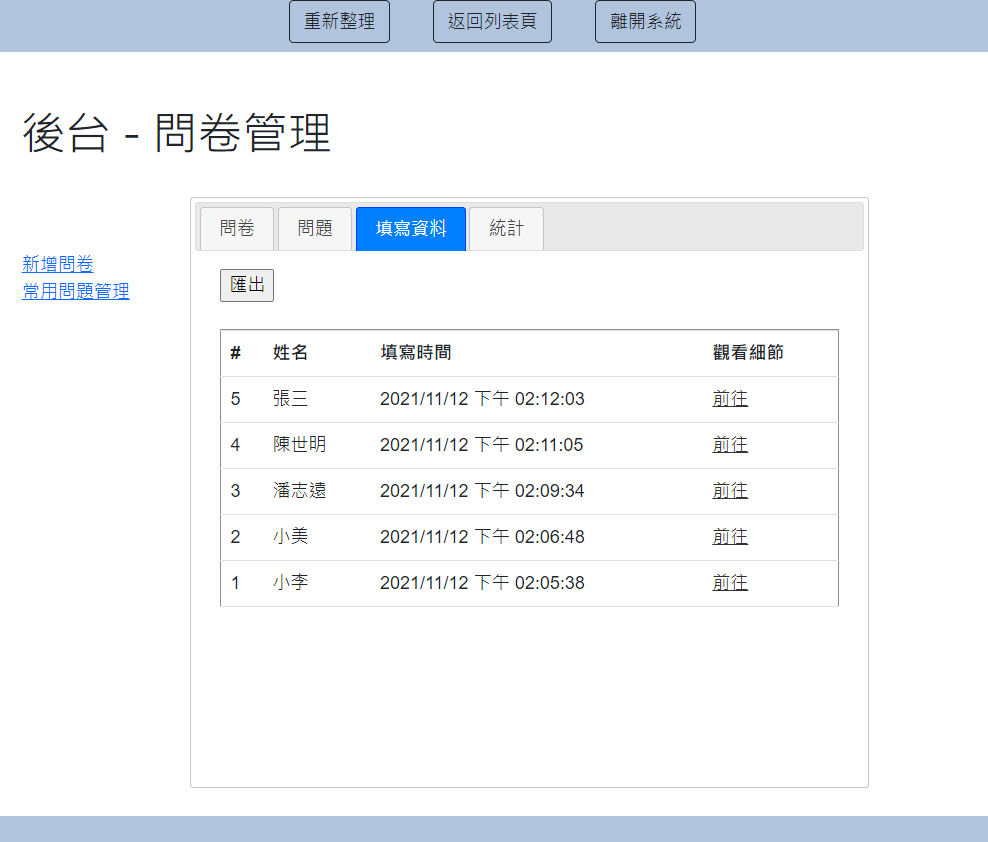 重新整理 返回列表頁 離開系統
後台 - 問卷管理
問卷 問題 填寫資料 統計
新增問卷
常用問題管理
匯出
# 姓名 填寫時間 觀看細節
5 張三 2021/11/12 下午 02:12:03 前往
4 陳世明 2021/11/12 下午 02:11:05 前往
3 潘志遠 2021/11/12 下午 02:09:34 前往
2 小美 2021/11/12 下午 02:06:48 前往
1 小李 2021/11/12 下午 02:05:38 前往